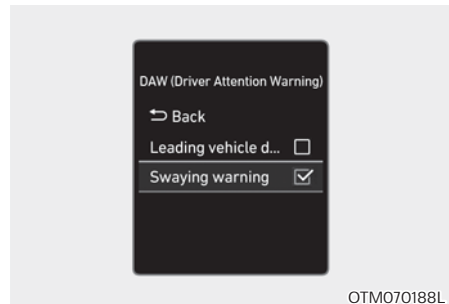 DAW (Driver Attention Warning)
Back
Leading vehicle d...
Swaying warning
OTM070188L